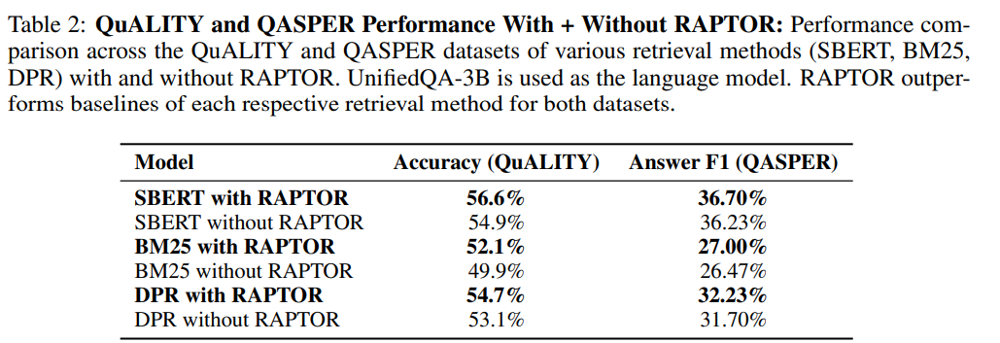 Table 2: QuALITY and QASPER Performance With + Without RAPTOR: Performance com-
parison across the QuALITY and QASPER datasets of various retrieval methods (SBERT, BM25,
DPR) with and without RAPTOR. UnifiedQA-3B is used as the language model. RAPTOR outper-
forms baselines of each respective retrieval method for both datasets.
Model Accuracy (QuALITY) Answer F1 (QASPER)
SBERT with RAPTOR 56.6% 36.70%
SBERT without RAPTOR 54.9% 36.23%
BM25 with RAPTOR 52.1% 27.00%
BM25 without RAPTOR 49.9% 26.47%
DPR with RAPTOR 54.7% 32.23%
DPR without RAPTOR 53.1% 31.70%